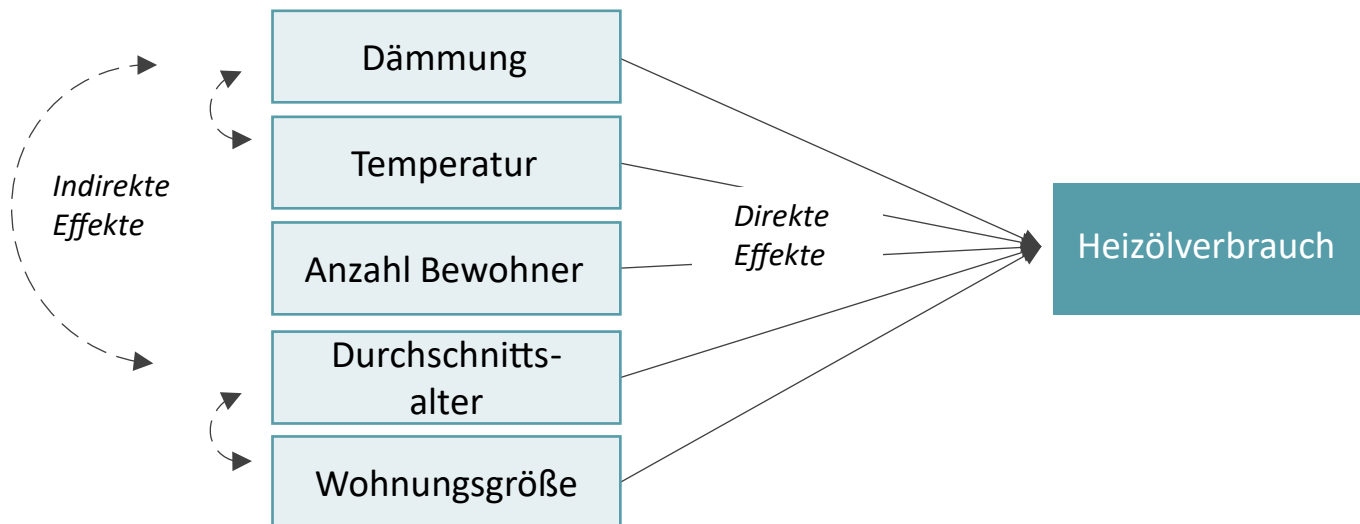 Dämmung
Temperatur
Anzahl Bewohner
Durchschnitts-
alter
Wohnungsgröße
Indirekte
Effekte
Direkte
Effekte
Heizölverbrauch